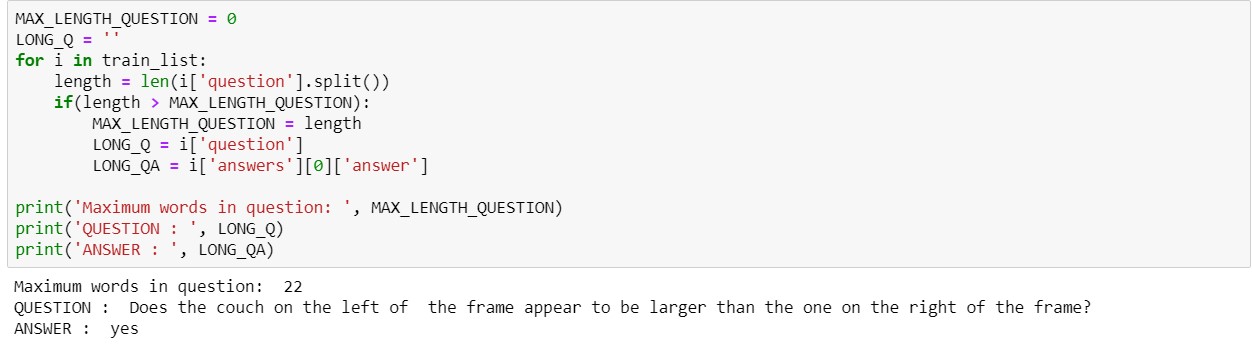 MAX_LENGTH_QUESTION = 0
LONG_Q = ''
for i in train_list:
    length = len(i['question'].split())
    if(length > MAX_LENGTH_QUESTION):
        MAX_LENGTH_QUESTION = length
        LONG_Q = i['question']
        LONG_QA = i['answers'][0]['answer']

print('Maximum words in question: ', MAX_LENGTH_QUESTION)
print('QUESTION : ', LONG_Q)
print('ANSWER : ', LONG_QA)
Maximum words in question:  22
QUESTION :  Does the couch on the left of  the frame appear to be larger than the one on the right of the frame?
ANSWER :  yes